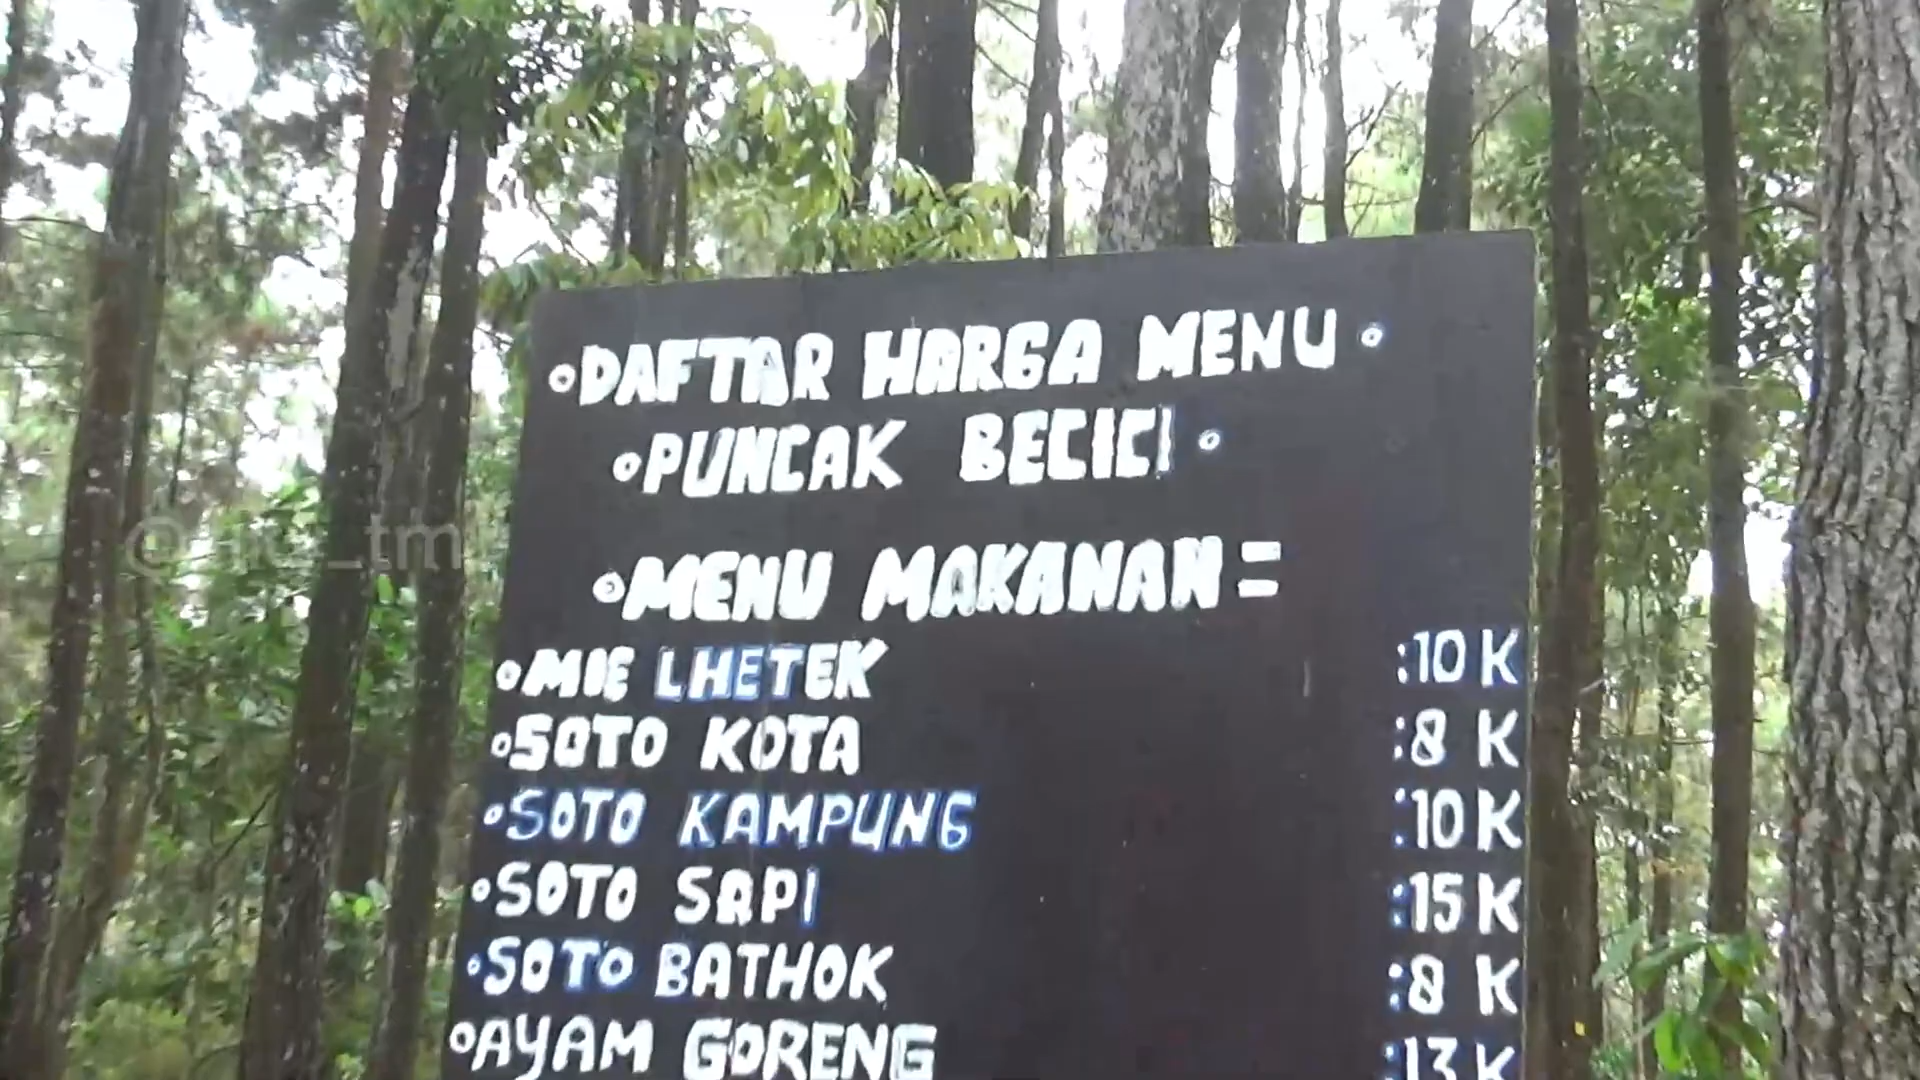 DAFTAR HARGA MENU
PUNCAK BECICI
MENU MAKANAN =
MIE LHETEK :10 K
SOTO KOTA :8 K
SOTO KAMPUNG :10 K
SOTO SAPI :15 K
SOTO BATHOK :8 K
AYAM GORENG :13 K